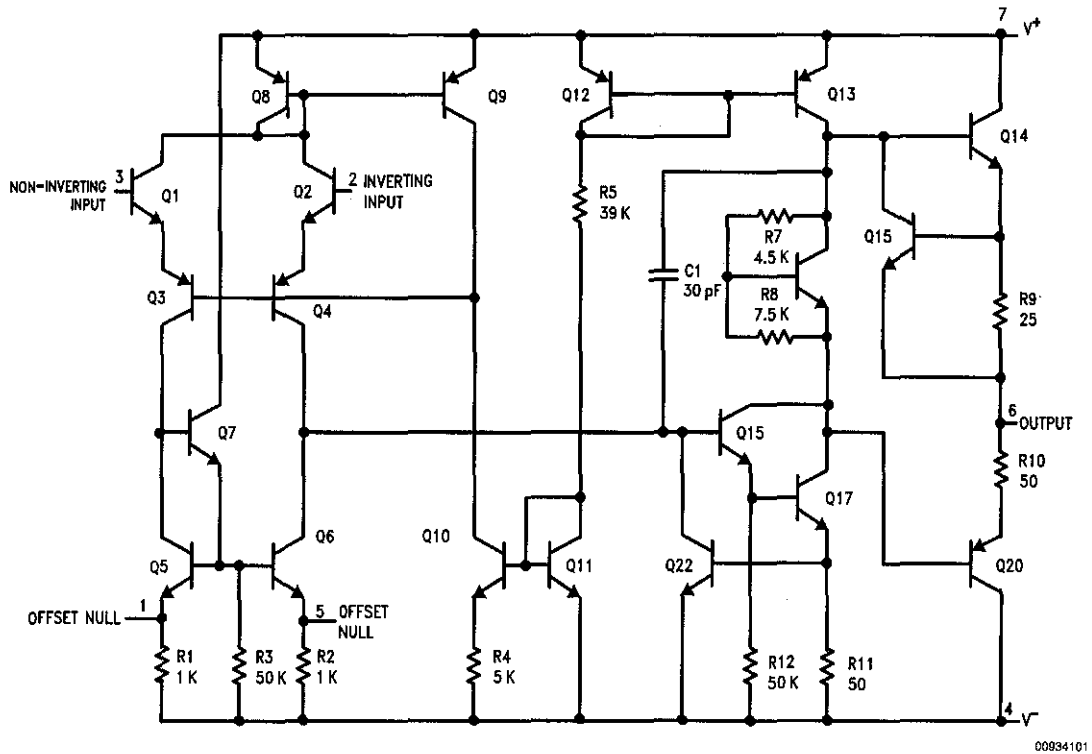 7 V+
Q8
Q9
Q12
Q13
Q14
NON-INVERTING
INPUT
3
Q1
Q2
2
INVERTING
INPUT
R5
39 K
R7
4.5 K
Q15
C1
30 pF
R8
7.5 K
R9
25
Q3
Q4
Q7
Q15
6
OUTPUT
R10
50
Q17
Q5
Q6
Q10
Q11
Q22
Q20
OFFSET NULL
1
5
OFFSET
NULL
R1
1 K
R3
50 K
R2
1 K
R4
5 K
R12
50 K
R11
50
4 V-
00934101